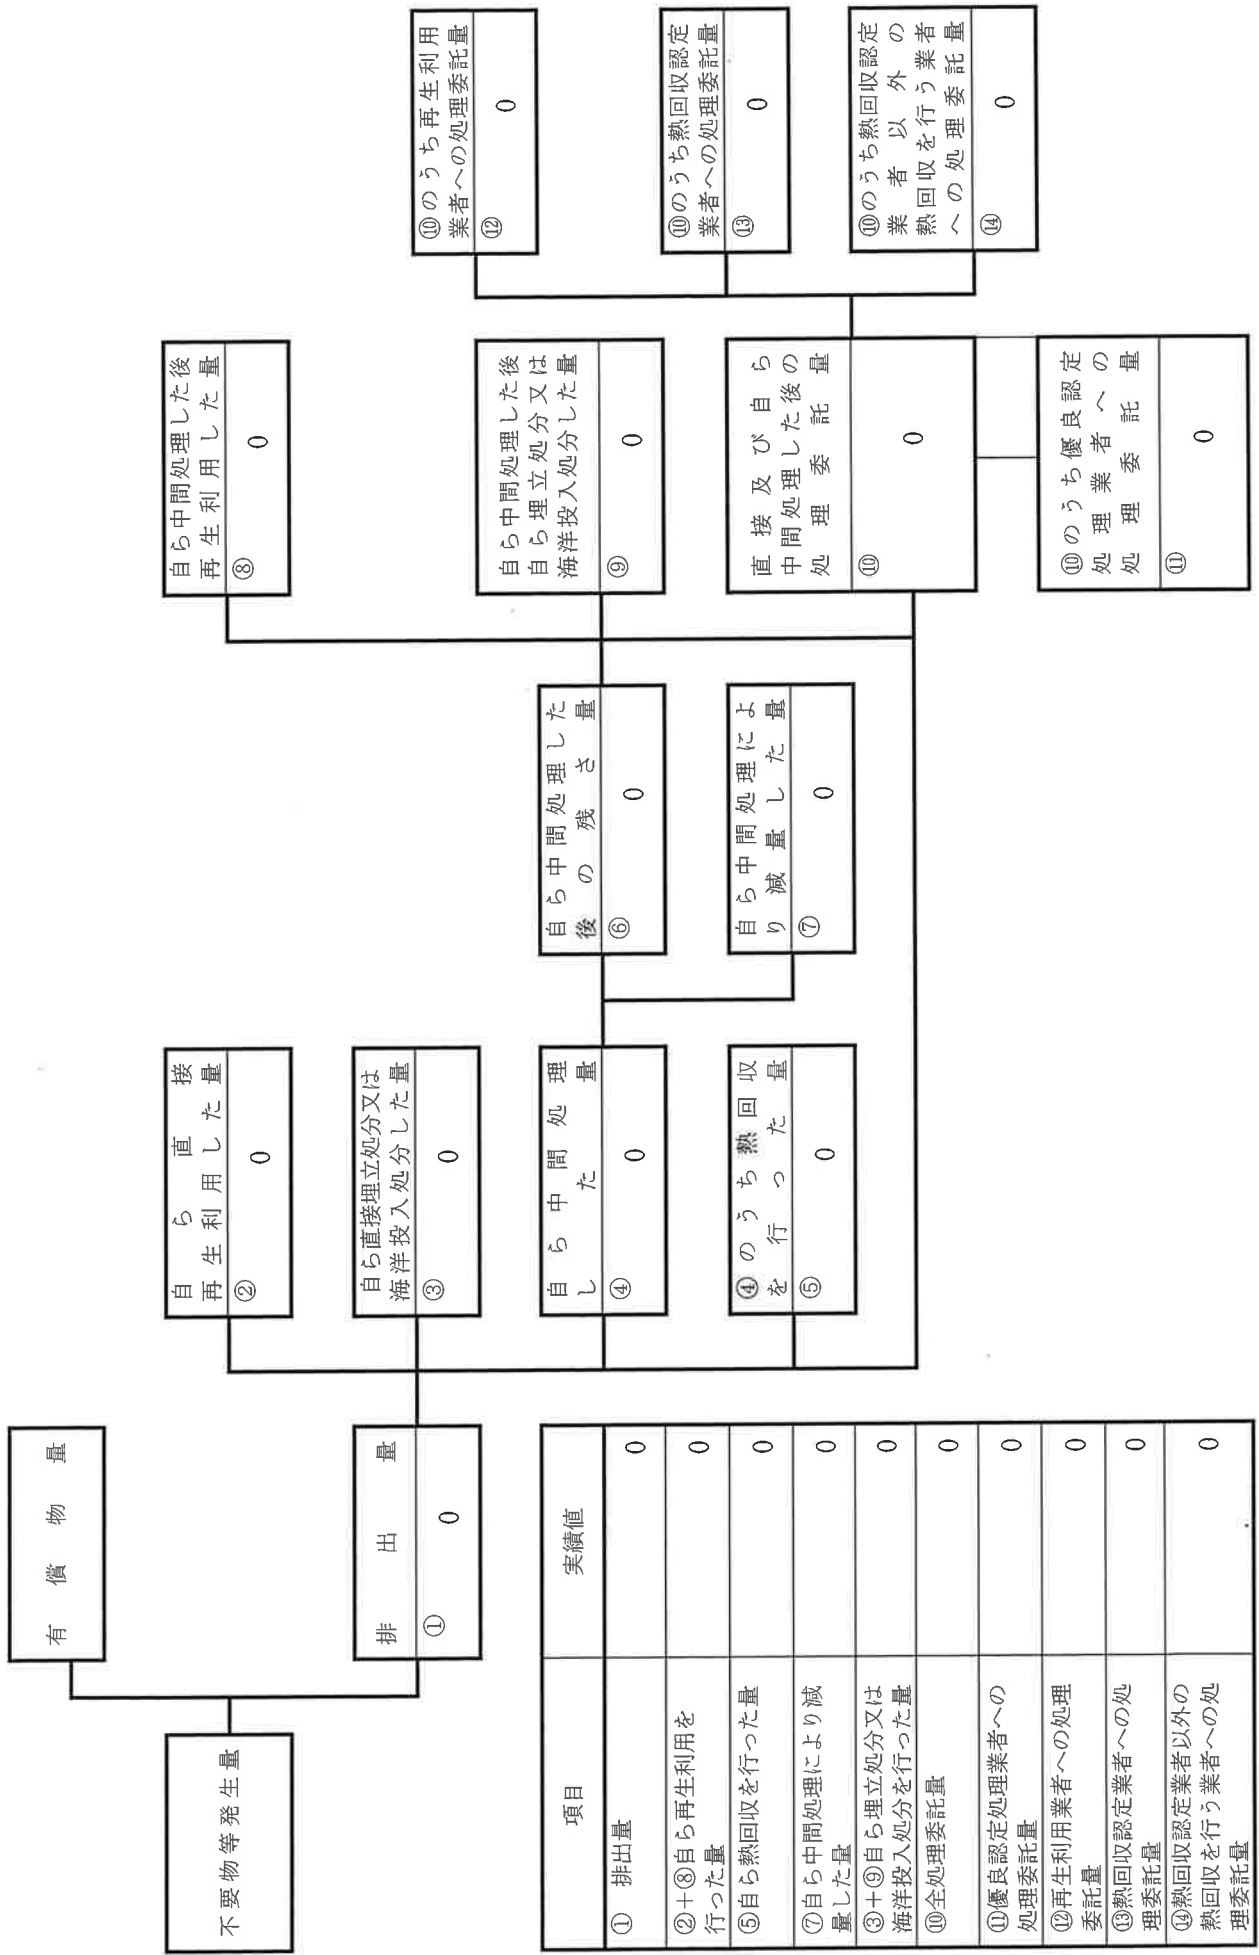 不要物等発生量
有償物量
排出量
①
0
自ら直接
再生利用した量
②
0
自ら直接埋立処分又は
海洋投入処分した量
③
0
自ら中間処理
した量
④
0
④のうち熱回収
を行った量
⑤
0
自ら中間処理した
後の残さ量
⑥
0
自ら中間処理によ
り減量した量
⑦
0
自ら中間処理した後
再生利用した量
⑧
0
自ら中間処理した後
自ら埋立処分又は
海洋投入処分した量
⑨
0
直接及び自ら
中間処理した後の
処理委託量
⑩
0
⑩のうち優良認定
処理業者への
処理委託量
⑪
0
⑩のうち再生利用
業者への処理委託量
⑫
0
⑩のうち熱回収認定
業者への処理委託量
⑬
0
⑩のうち熱回収認定
業者以外の
熱回収を行う業者
への処理委託量
⑭
0
項目 実績値
① 排出量 0
②+⑧自ら再生利用を
行った量 0
⑤自ら熱回収を行った量 0
⑦自ら中間処理により減
量した量 0
③+⑨自ら埋立処分又は
海洋投入処分を行った量 0
⑩全処理委託量 0
⑪優良認定処理業者への
処理委託量 0
⑫再生利用業者への処理
委託量 0
⑬熱回収認定業者への処
理委託量 0
⑭熱回収認定業者以外の
熱回収を行う業者への処
理委託量 0